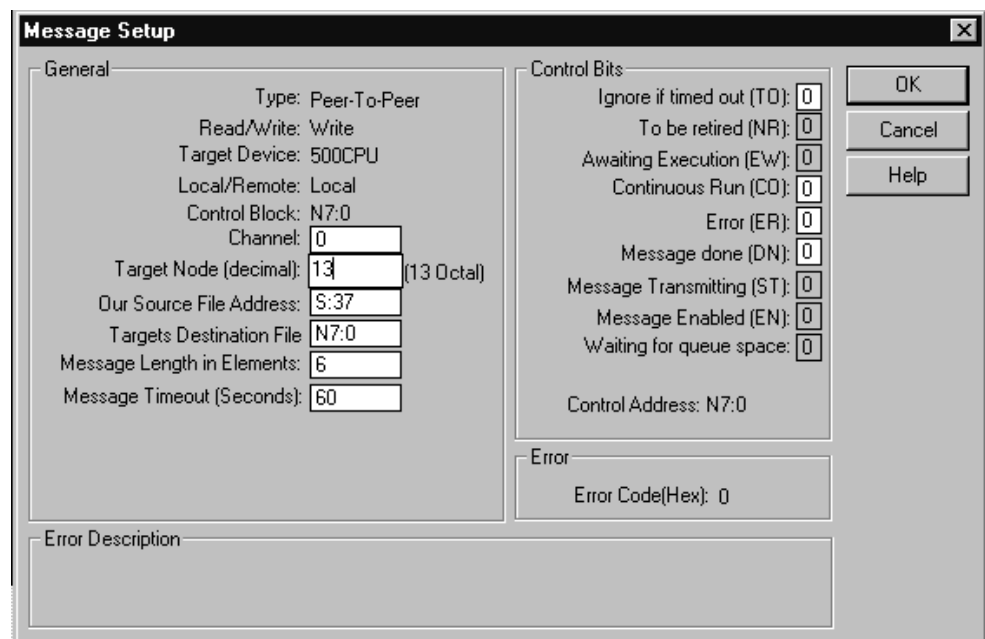 Message Setup
General
Type: Peer-To-Peer
Read/Write: Write
Target Device: 500CPU
Local/Remote: Local
Control Block: N7:0
Channel: 0
Target Node (decimal): 13 (13 Octal)
Our Source File Address: S:37
Targets Destination File N7:0
Message Length in Elements: 6
Message Timeout (Seconds): 60
Control Bits
Ignore if timed out (TO): 0
To be retired (NR): 0
Awaiting Execution (EW): 0
Continuous Run (CO): 0
Error (ER): 0
Message done (DN): 0
Message Transmitting (ST): 0
Message Enabled (EN): 0
Waiting for queue space: 0
Control Address: N7:0
Error
Error Code(Hex): 0
Error Description
OK
Cancel
Help